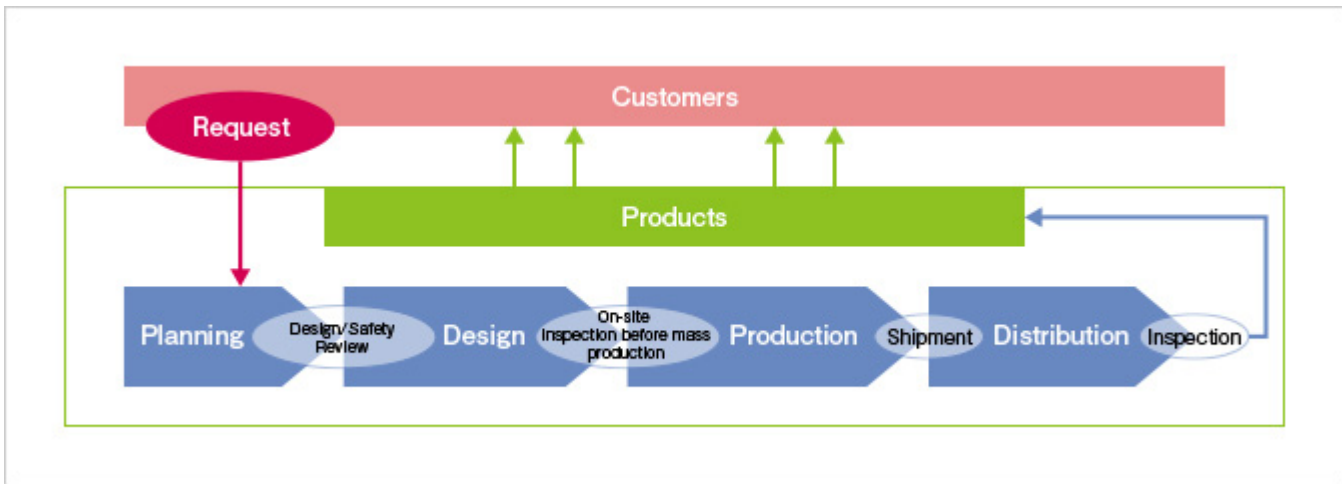 Customers
Request
Products
Planning
Design/Safety
Review
Design
On-site
inspection before mass
production
Production
Shipment
Distribution
Inspection